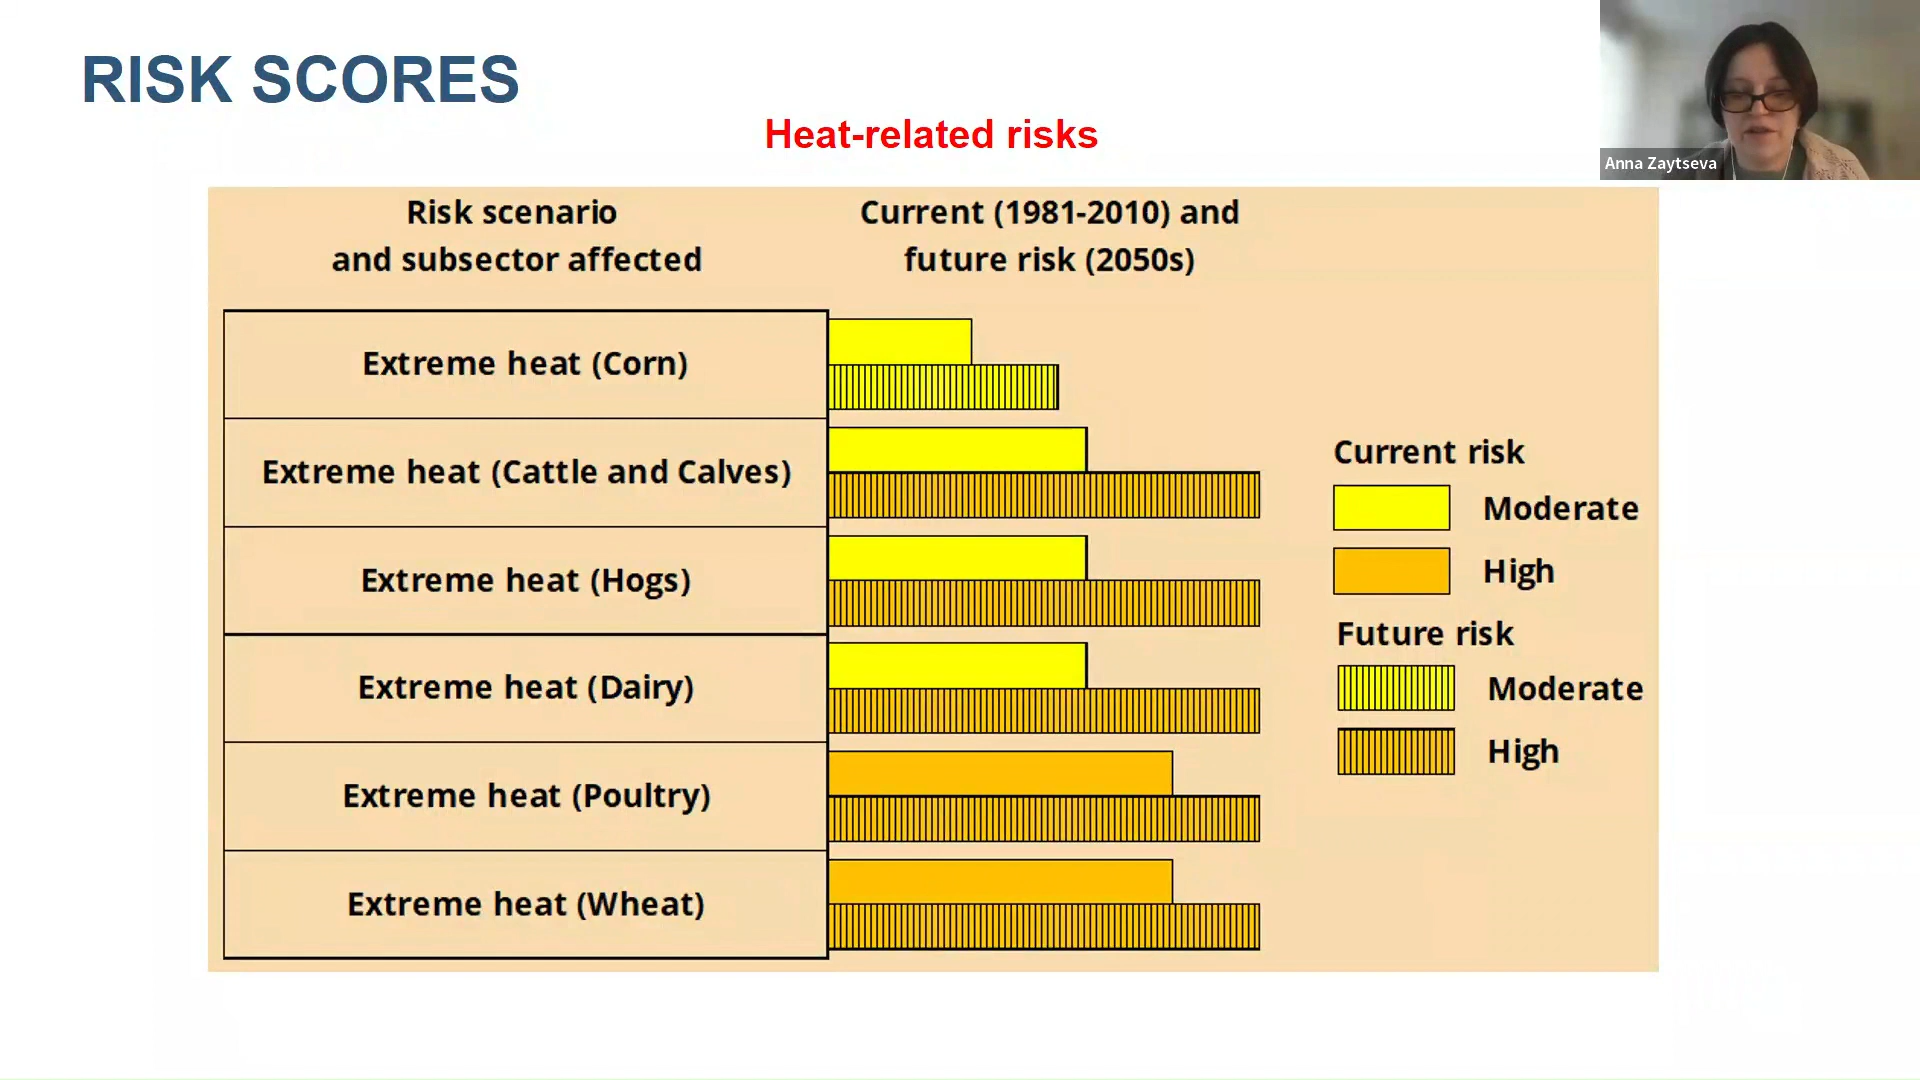 RISK SCORES
Heat-related risks
Anna Zaytseva
Risk scenario
and subsector affected
Current (1981-2010) and
future risk (2050s)
Extreme heat (Corn)
Extreme heat (Cattle and Calves)
Extreme heat (Hogs)
Extreme heat (Dairy)
Extreme heat (Poultry)
Extreme heat (Wheat)
Current risk
Moderate
High
Future risk
Moderate
High